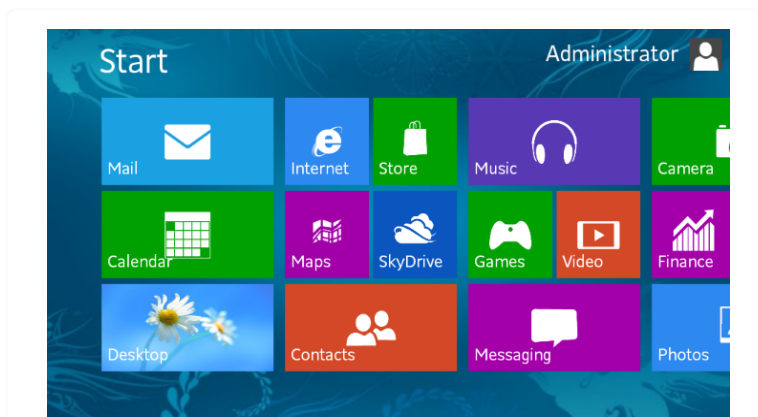 Start
Administrator
Mail
Internet
Store
Music
Camera
Calendar
Maps
SkyDrive
Games
Video
Finance
Desktop
Contacts
Messaging
Photos